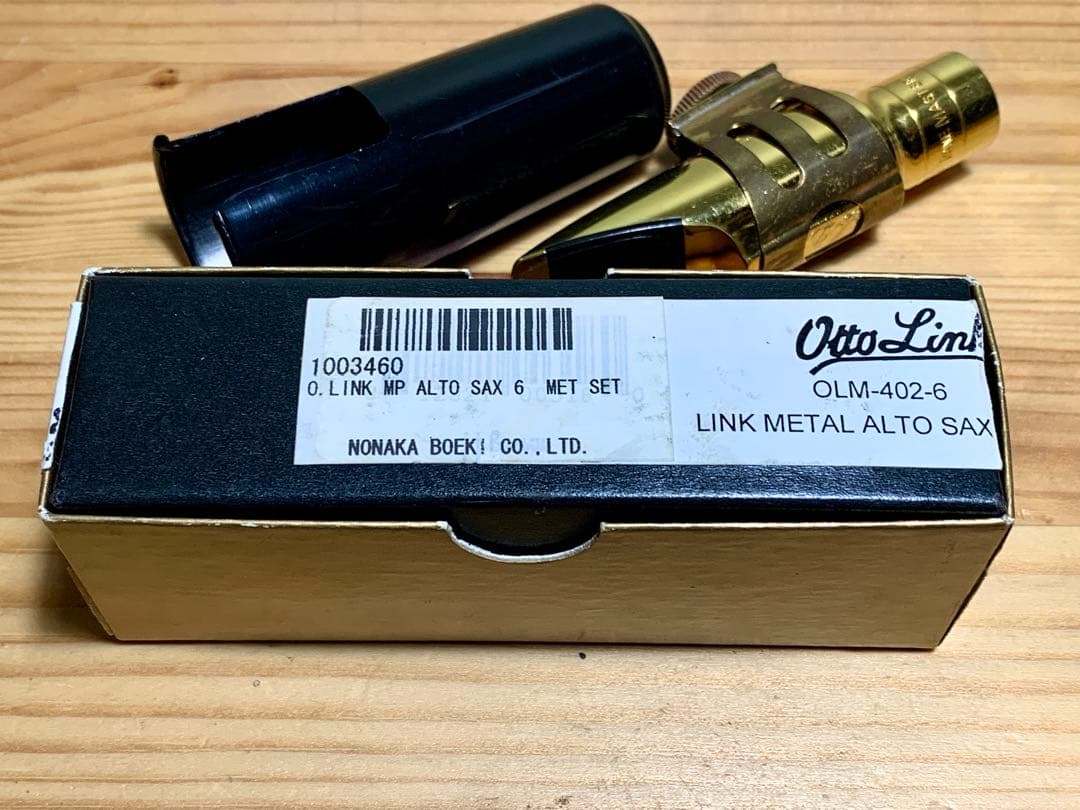 1003460
O.LINK MP ALTO SAX 6 MET SET
NONAKA BOEKI CO.,LTD.
Otto Link
OLM-402-6
LINK METAL ALTO SAX